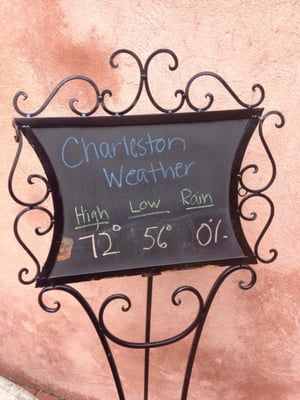 Charleston
Weather
High Low Rain
72° 56° 0%